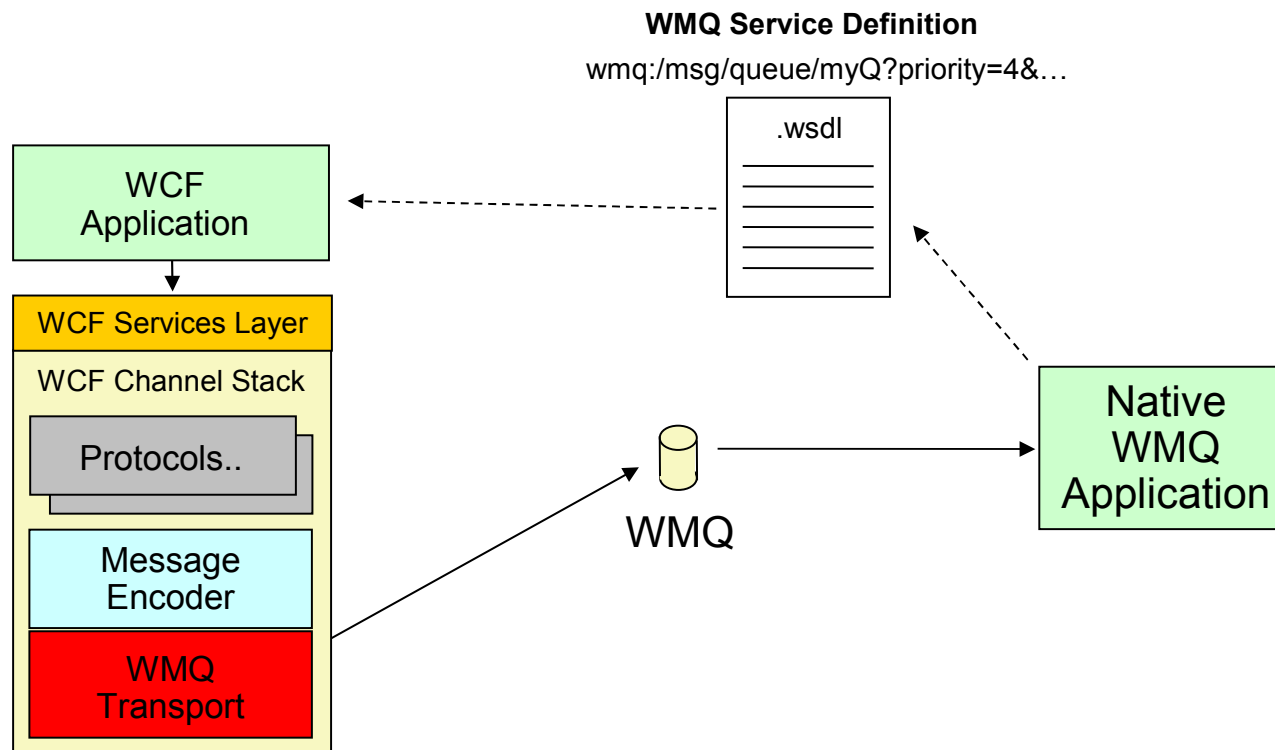 WMQ Service Definition
wmq:/msg/queue/myQ?priority=4&…
.wsdl
WCF
Application
WCF Services Layer
WCF Channel Stack
Protocols..
Message
Encoder
WMQ
Transport
WMQ
Native
WMQ
Application